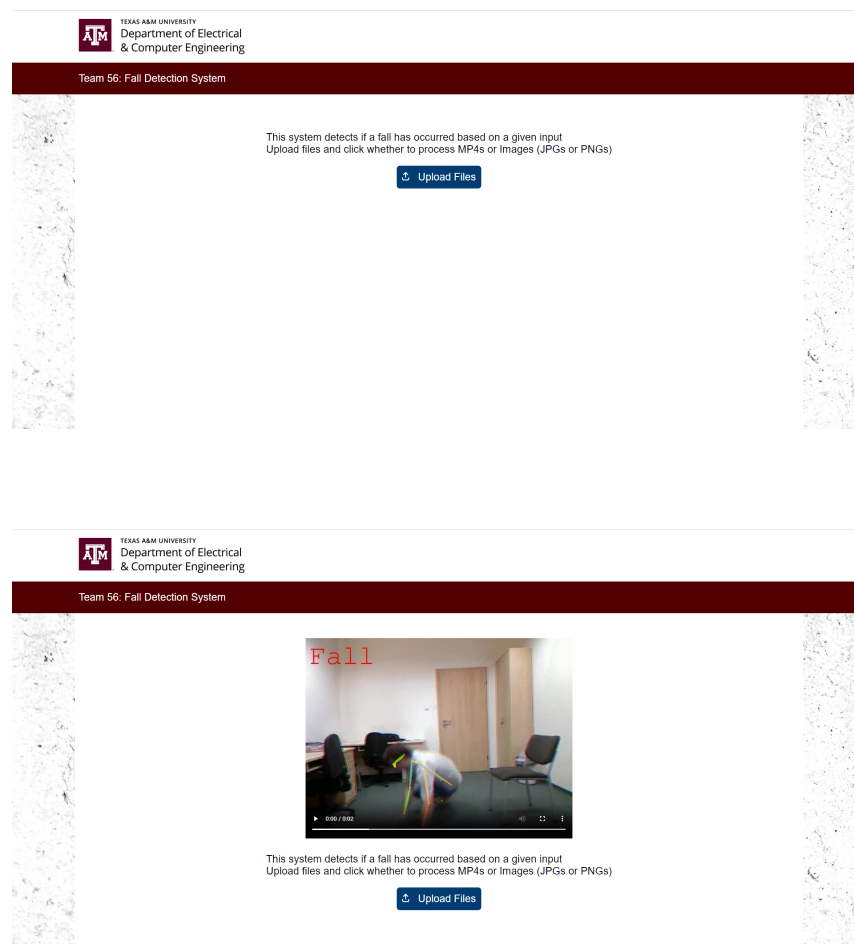 TEXAS A&M UNIVERSITY
Department of Electrical
& Computer Engineering
ĀM
Team 56: Fall Detection System
This system detects if a fall has occurred based on a given input
Upload files and click whether to process MP4s or Images (JPGs or PNGs)
Upload Files
TEXAS A&M UNIVERSITY
Department of Electrical
& Computer Engineering
ĀM
Team 56: Fall Detection System
Fall
0:00 / 0:02
This system detects if a fall has occurred based on a given input
Upload files and click whether to process MP4s or Images (JPGs or PNGs)
Upload Files